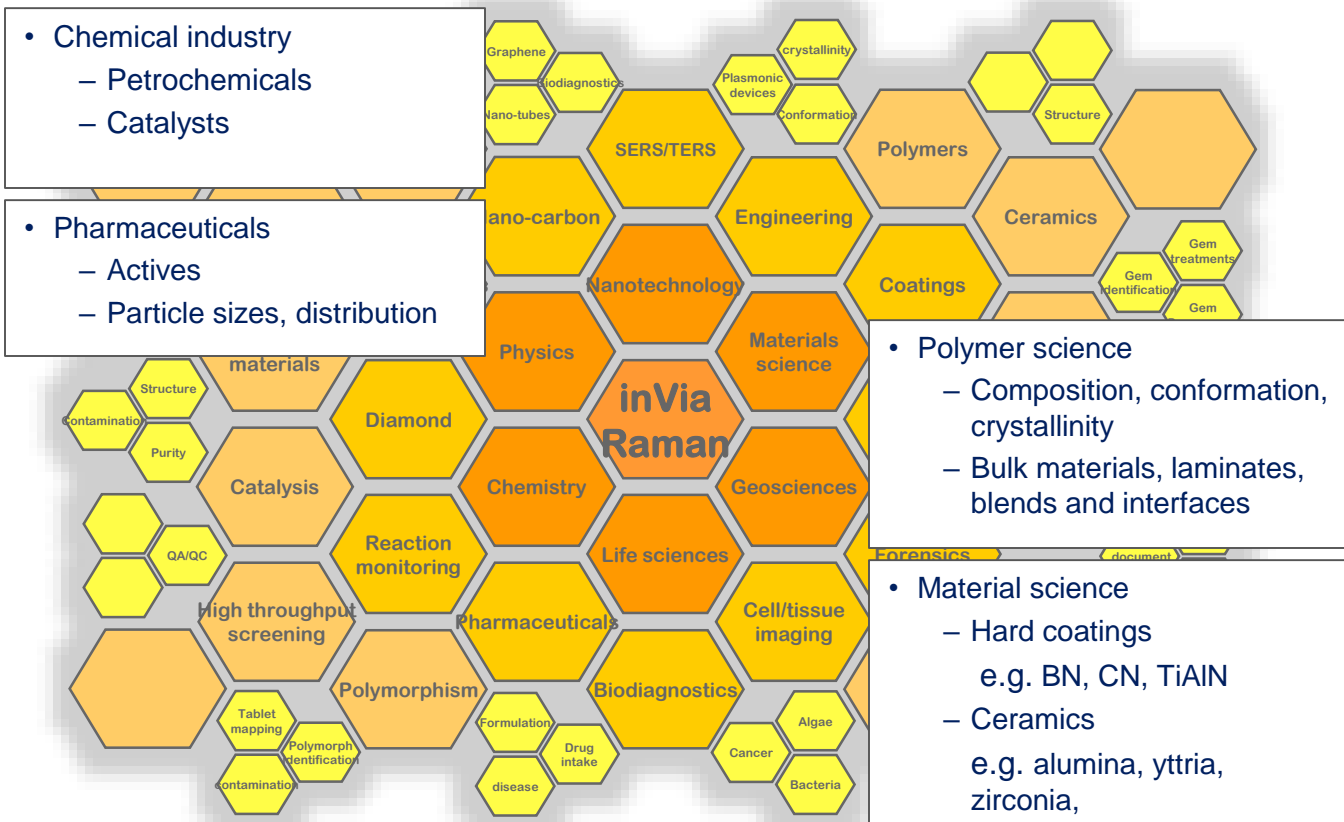 • Chemical industry
– Petrochemicals
– Catalysts
• Pharmaceuticals
– Actives
– Particle sizes, distribution
• Polymer science
– Composition, conformation,
crystallinity
– Bulk materials, laminates,
blends and interfaces
• Material science
– Hard coatings
e.g. BN, CN, TiAlN
– Ceramics
e.g. alumina, yttria,
zirconia,
Graphene
Biodiagnostics
Nano-tubes
crystallinity
Plasmonic
devices
Conformation
Structure
SERS/TERS
Polymers
Nano-carbon
Engineering
Ceramics
Gem
treatments
Gem
identification
Gem
Nanotechnology
Coatings
Physics
Materials
science
materials
Structure
Contamination
Purity
Diamond
inVia
Raman
Catalysis
Chemistry
Geosciences
QA/QC
Reaction
monitoring
Life sciences
Forensics
document
High throughput
screening
Pharmaceuticals
Cell/tissue
imaging
Polymorphism
Biodiagnostics
Tablet
mapping
Polymorph
identification
contamination
Formulation
Drug
intake
disease
Algae
Cancer
Bacteria